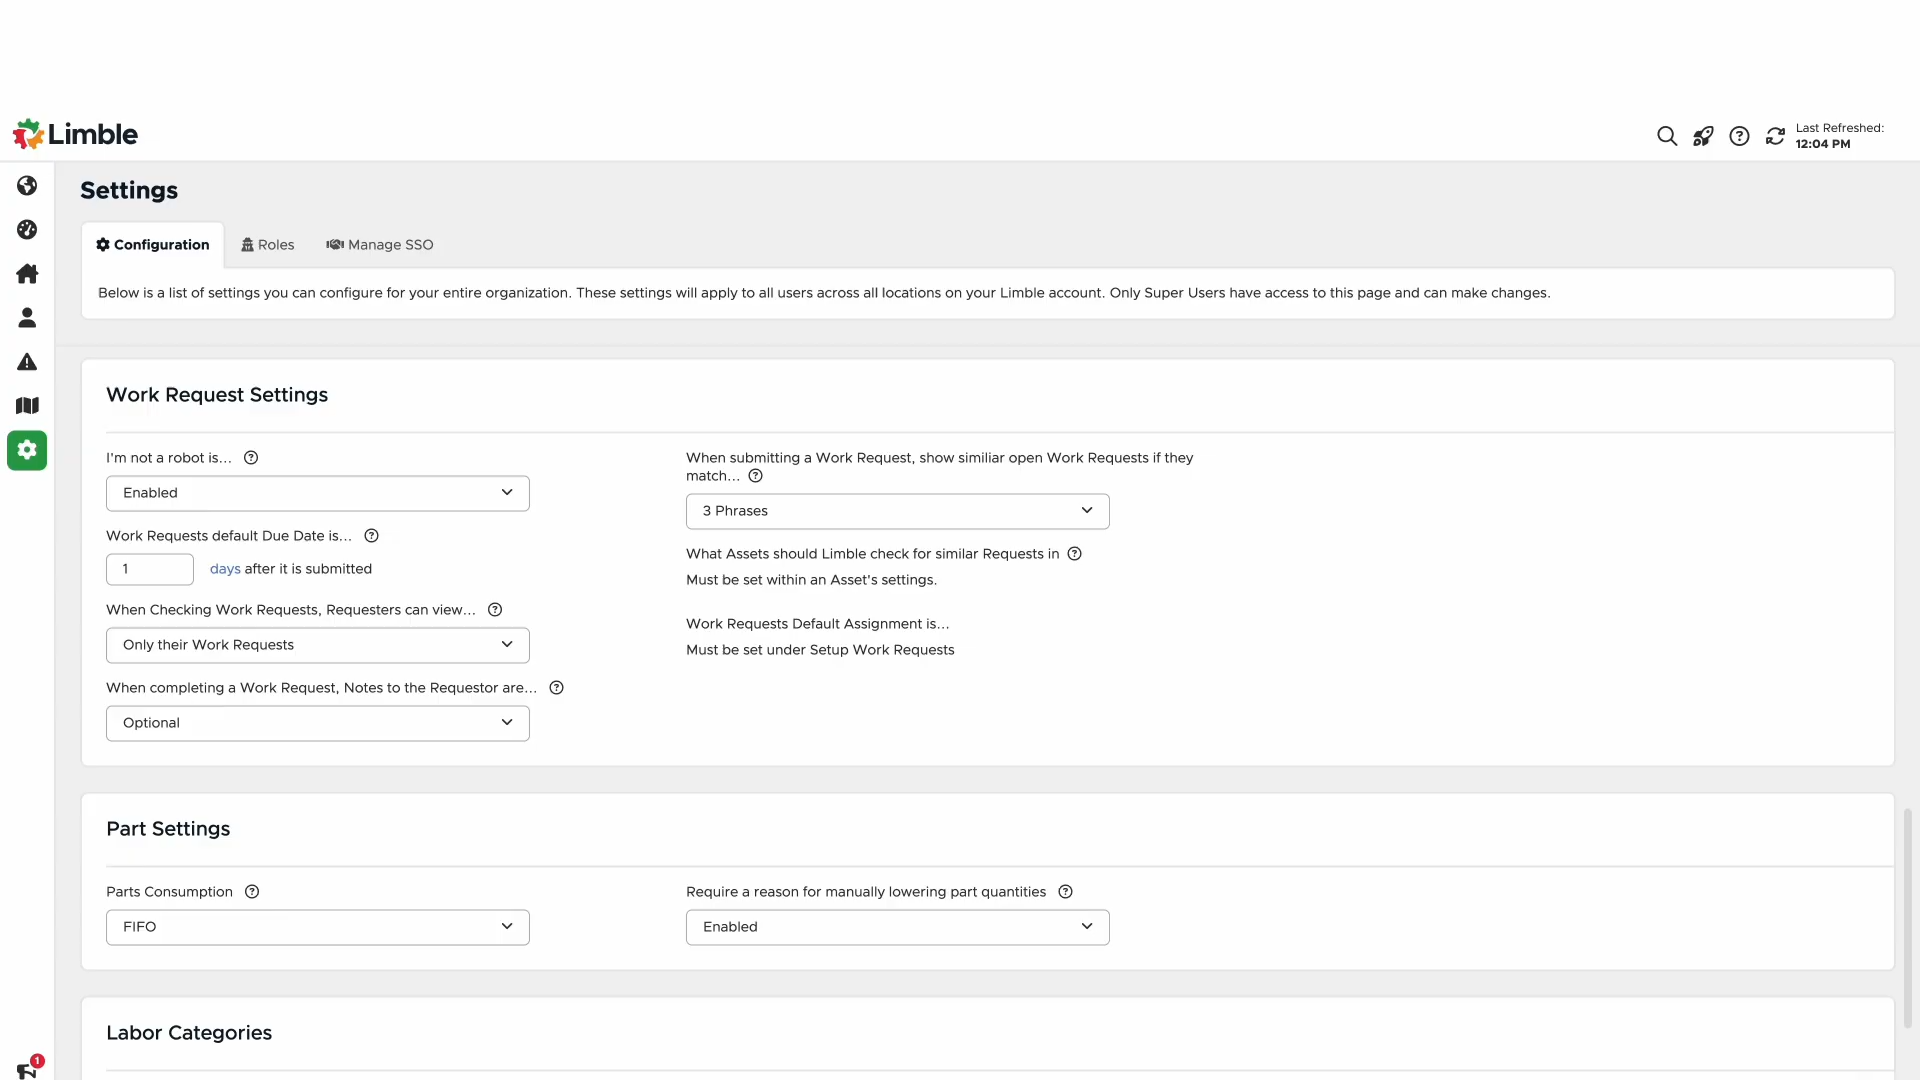 Limble
Last Refreshed:
12:04 PM
Settings
Configuration
Roles
Manage SSO
Below is a list of settings you can configure for your entire organization. These settings will apply to all users across all locations on your Limble account. Only Super Users have access to this page and can make changes.
Work Request Settings
I'm not a robot is...
Enabled
Work Requests default Due Date is...
1 days after it is submitted
When Checking Work Requests, Requesters can view...
Only their Work Requests
When completing a Work Request, Notes to the Requestor are...
Optional
When submitting a Work Request, show similiar open Work Requests if they
match...
3 Phrases
What Assets should Limble check for similar Requests in
Must be set within an Asset's settings.
Work Requests Default Assignment is...
Must be set under Setup Work Requests
Part Settings
Parts Consumption
FIFO
Require a reason for manually lowering part quantities
Enabled
Labor Categories
1